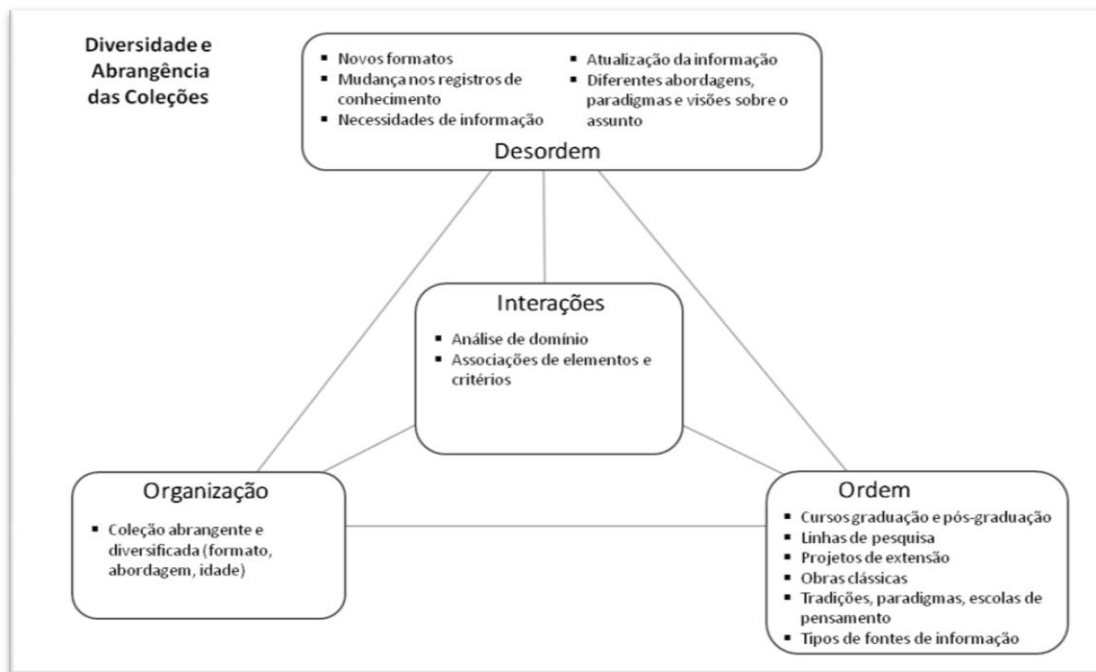 Diversidade e
Abrangência
das Coleções
▪ Novos formatos
▪ Mudança nos registros de
conhecimento
▪ Necessidades de informação
▪ Atualização da informação
▪ Diferentes abordagens,
paradigmas e visões sobre o
assunto
Desordem
Interações
▪ Análise de domínio
▪ Associações de elementos e
critérios
Organização
▪ Coleção abrangente e
diversificada (formato,
abordagem, idade)
Ordem
▪ Cursos graduação e pós-graduação
▪ Linhas de pesquisa
▪ Projetos de extensão
▪ Obras clássicas
▪ Tradições, paradigmas, escolas de
pensamento
▪ Tipos de fontes de informação